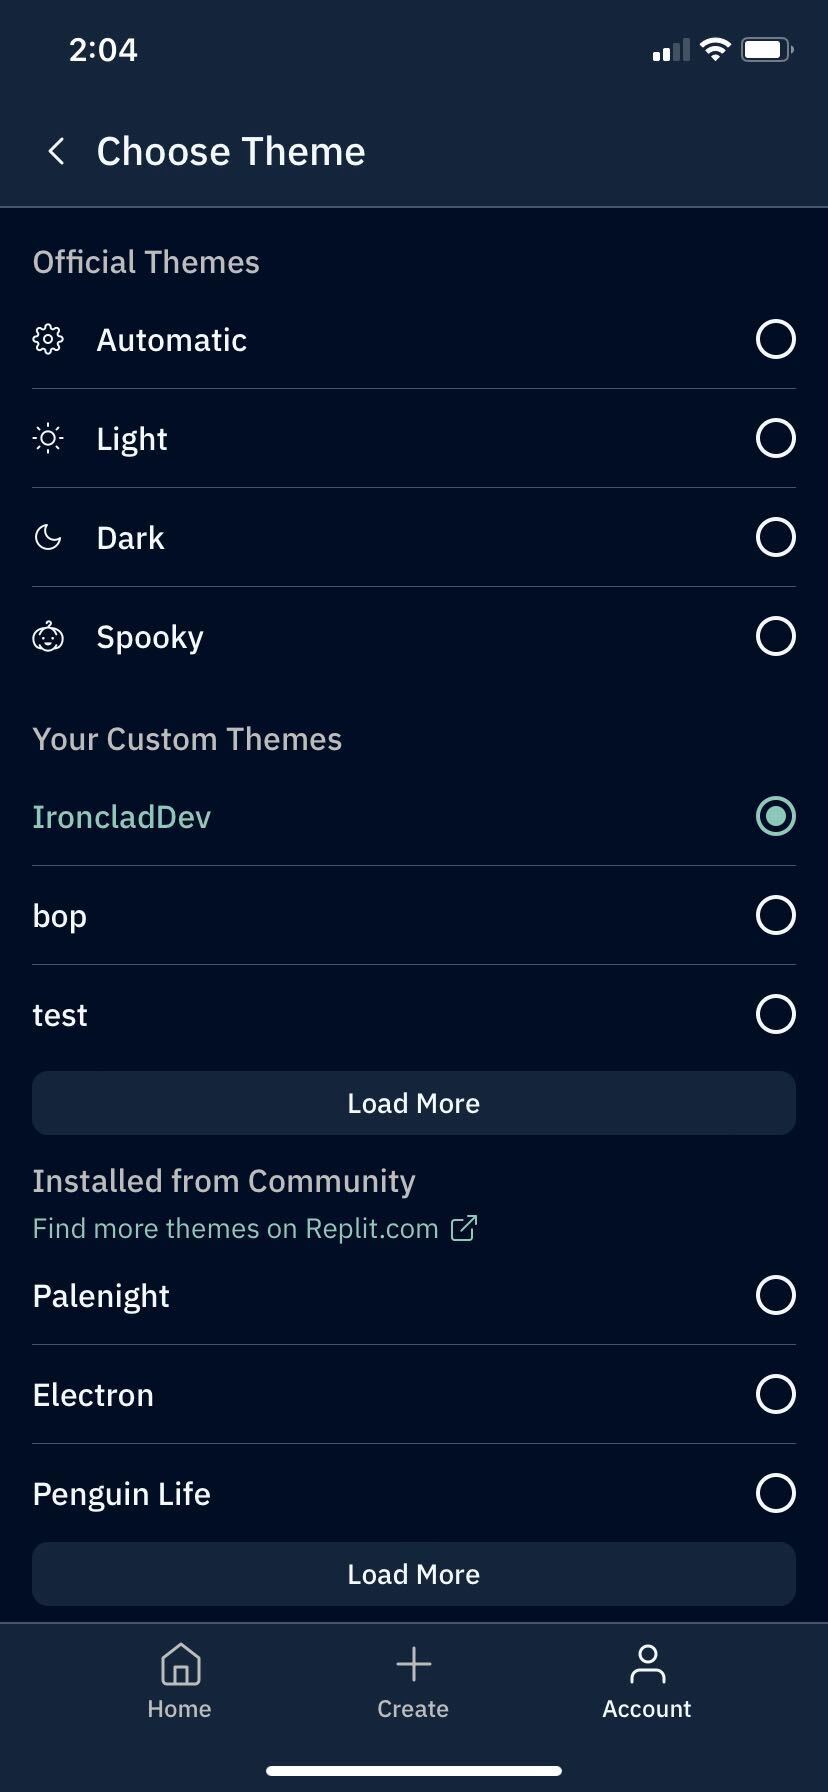 2:04
Choose Theme
Official Themes
Automatic
Light
Dark
Spooky
Your Custom Themes
IroncladDev
bop
test
Load More
Installed from Community
Find more themes on Replit.com
Palenight
Electron
Penguin Life
Load More
Home
Create
Account